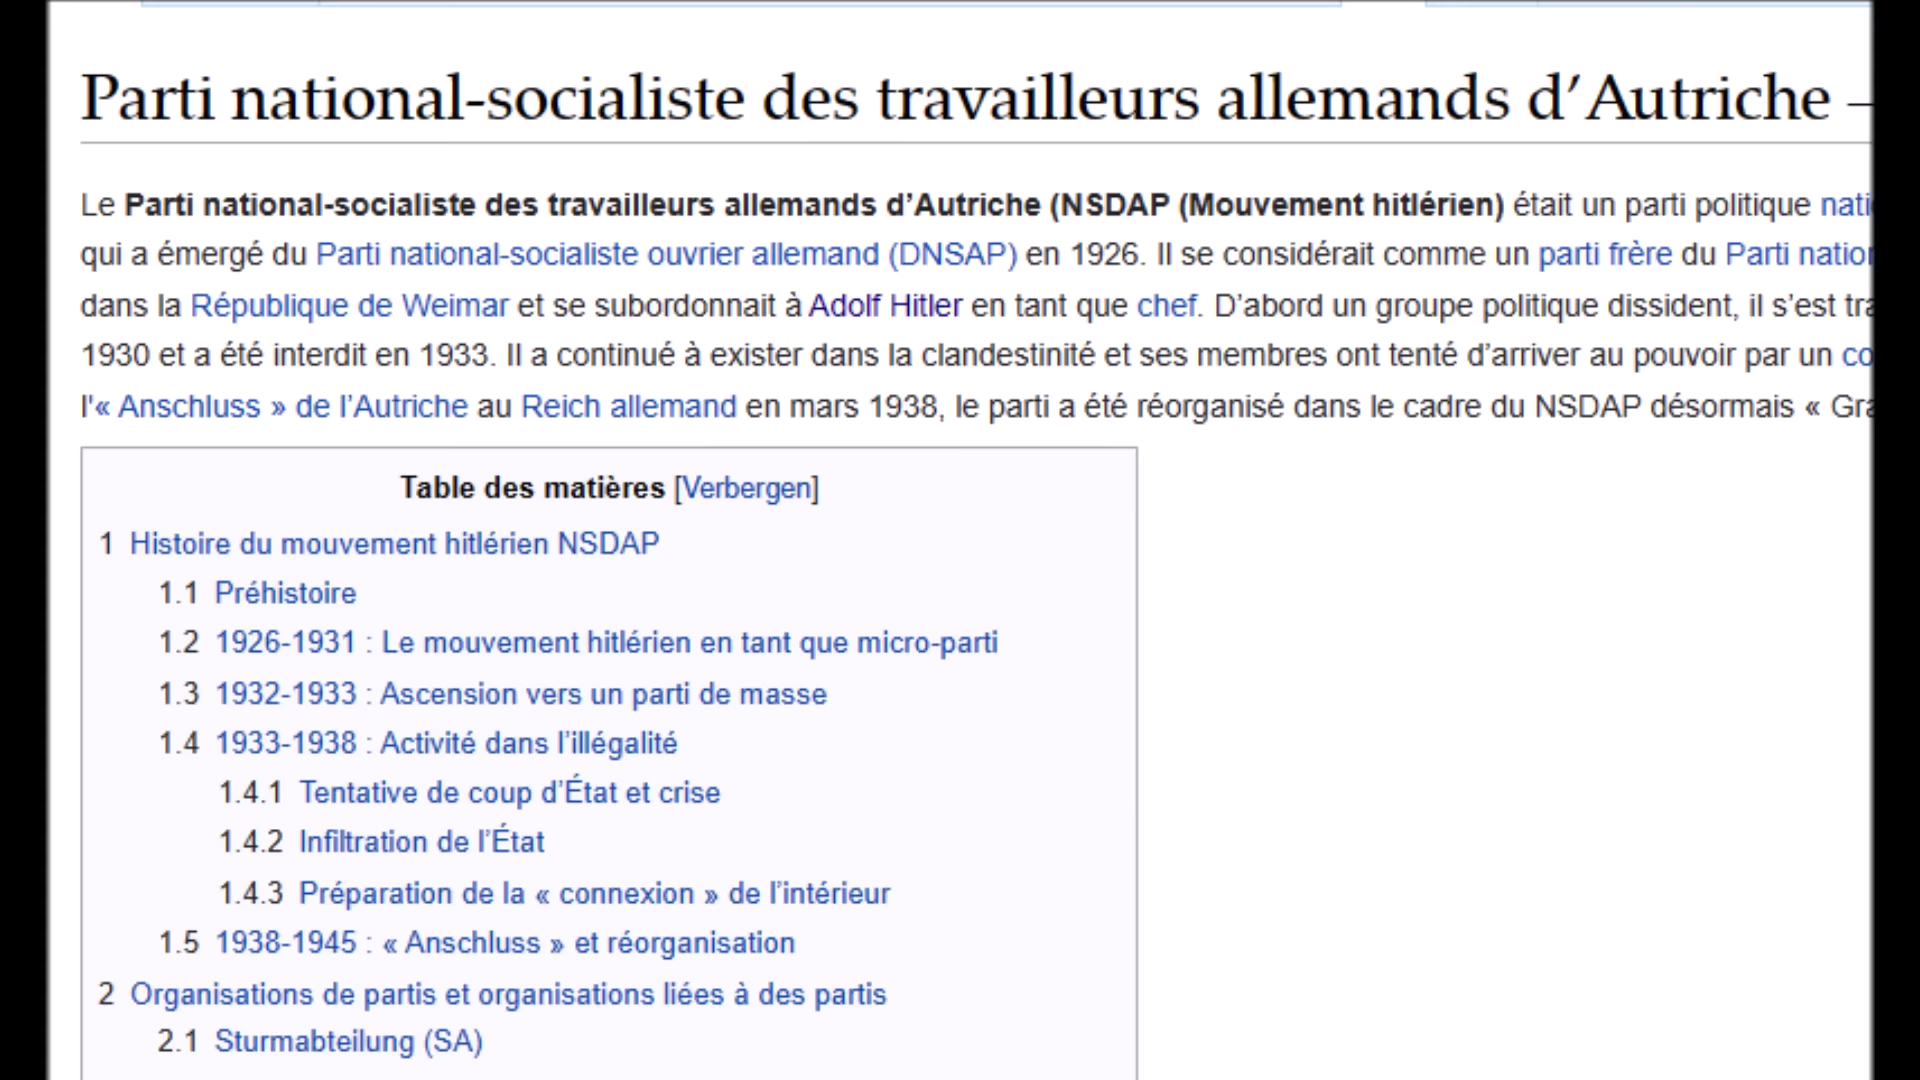 Parti national-socialiste des travailleurs allemands d’Autriche –
Le Parti national-socialiste des travailleurs allemands d’Autriche (NSDAP (Mouvement hitlérien) était un parti politique
qui a émergé du Parti national-socialiste ouvrier allemand (DNSAP) en 1926. Il se considérait comme un parti frère du Parti
dans la République de Weimar et se subordonnait à Adolf Hitler en tant que chef. D’abord un groupe politique dissident, il s’est
1930 et a été interdit en 1933. Il a continué à exister dans la clandestinité et ses membres ont tenté d’arriver au pouvoir par un
l'« Anschluss » de l’Autriche au Reich allemand en mars 1938, le parti a été réorganisé dans le cadre du NSDAP désormais «
Table des matières [Verbergen]
1 Histoire du mouvement hitlérien NSDAP
1.1 Préhistoire
1.2 1926-1931 : Le mouvement hitlérien en tant que micro-parti
1.3 1932-1933 : Ascension vers un parti de masse
1.4 1933-1938 : Activité dans l’illégalité
1.4.1 Tentative de coup d’État et crise
1.4.2 Infiltration de l’État
1.4.3 Préparation de la « connexion » de l’intérieur
1.5 1938-1945 : « Anschluss » et réorganisation
2 Organisations de partis et organisations liées à des partis
2.1 Sturmabteilung (SA)